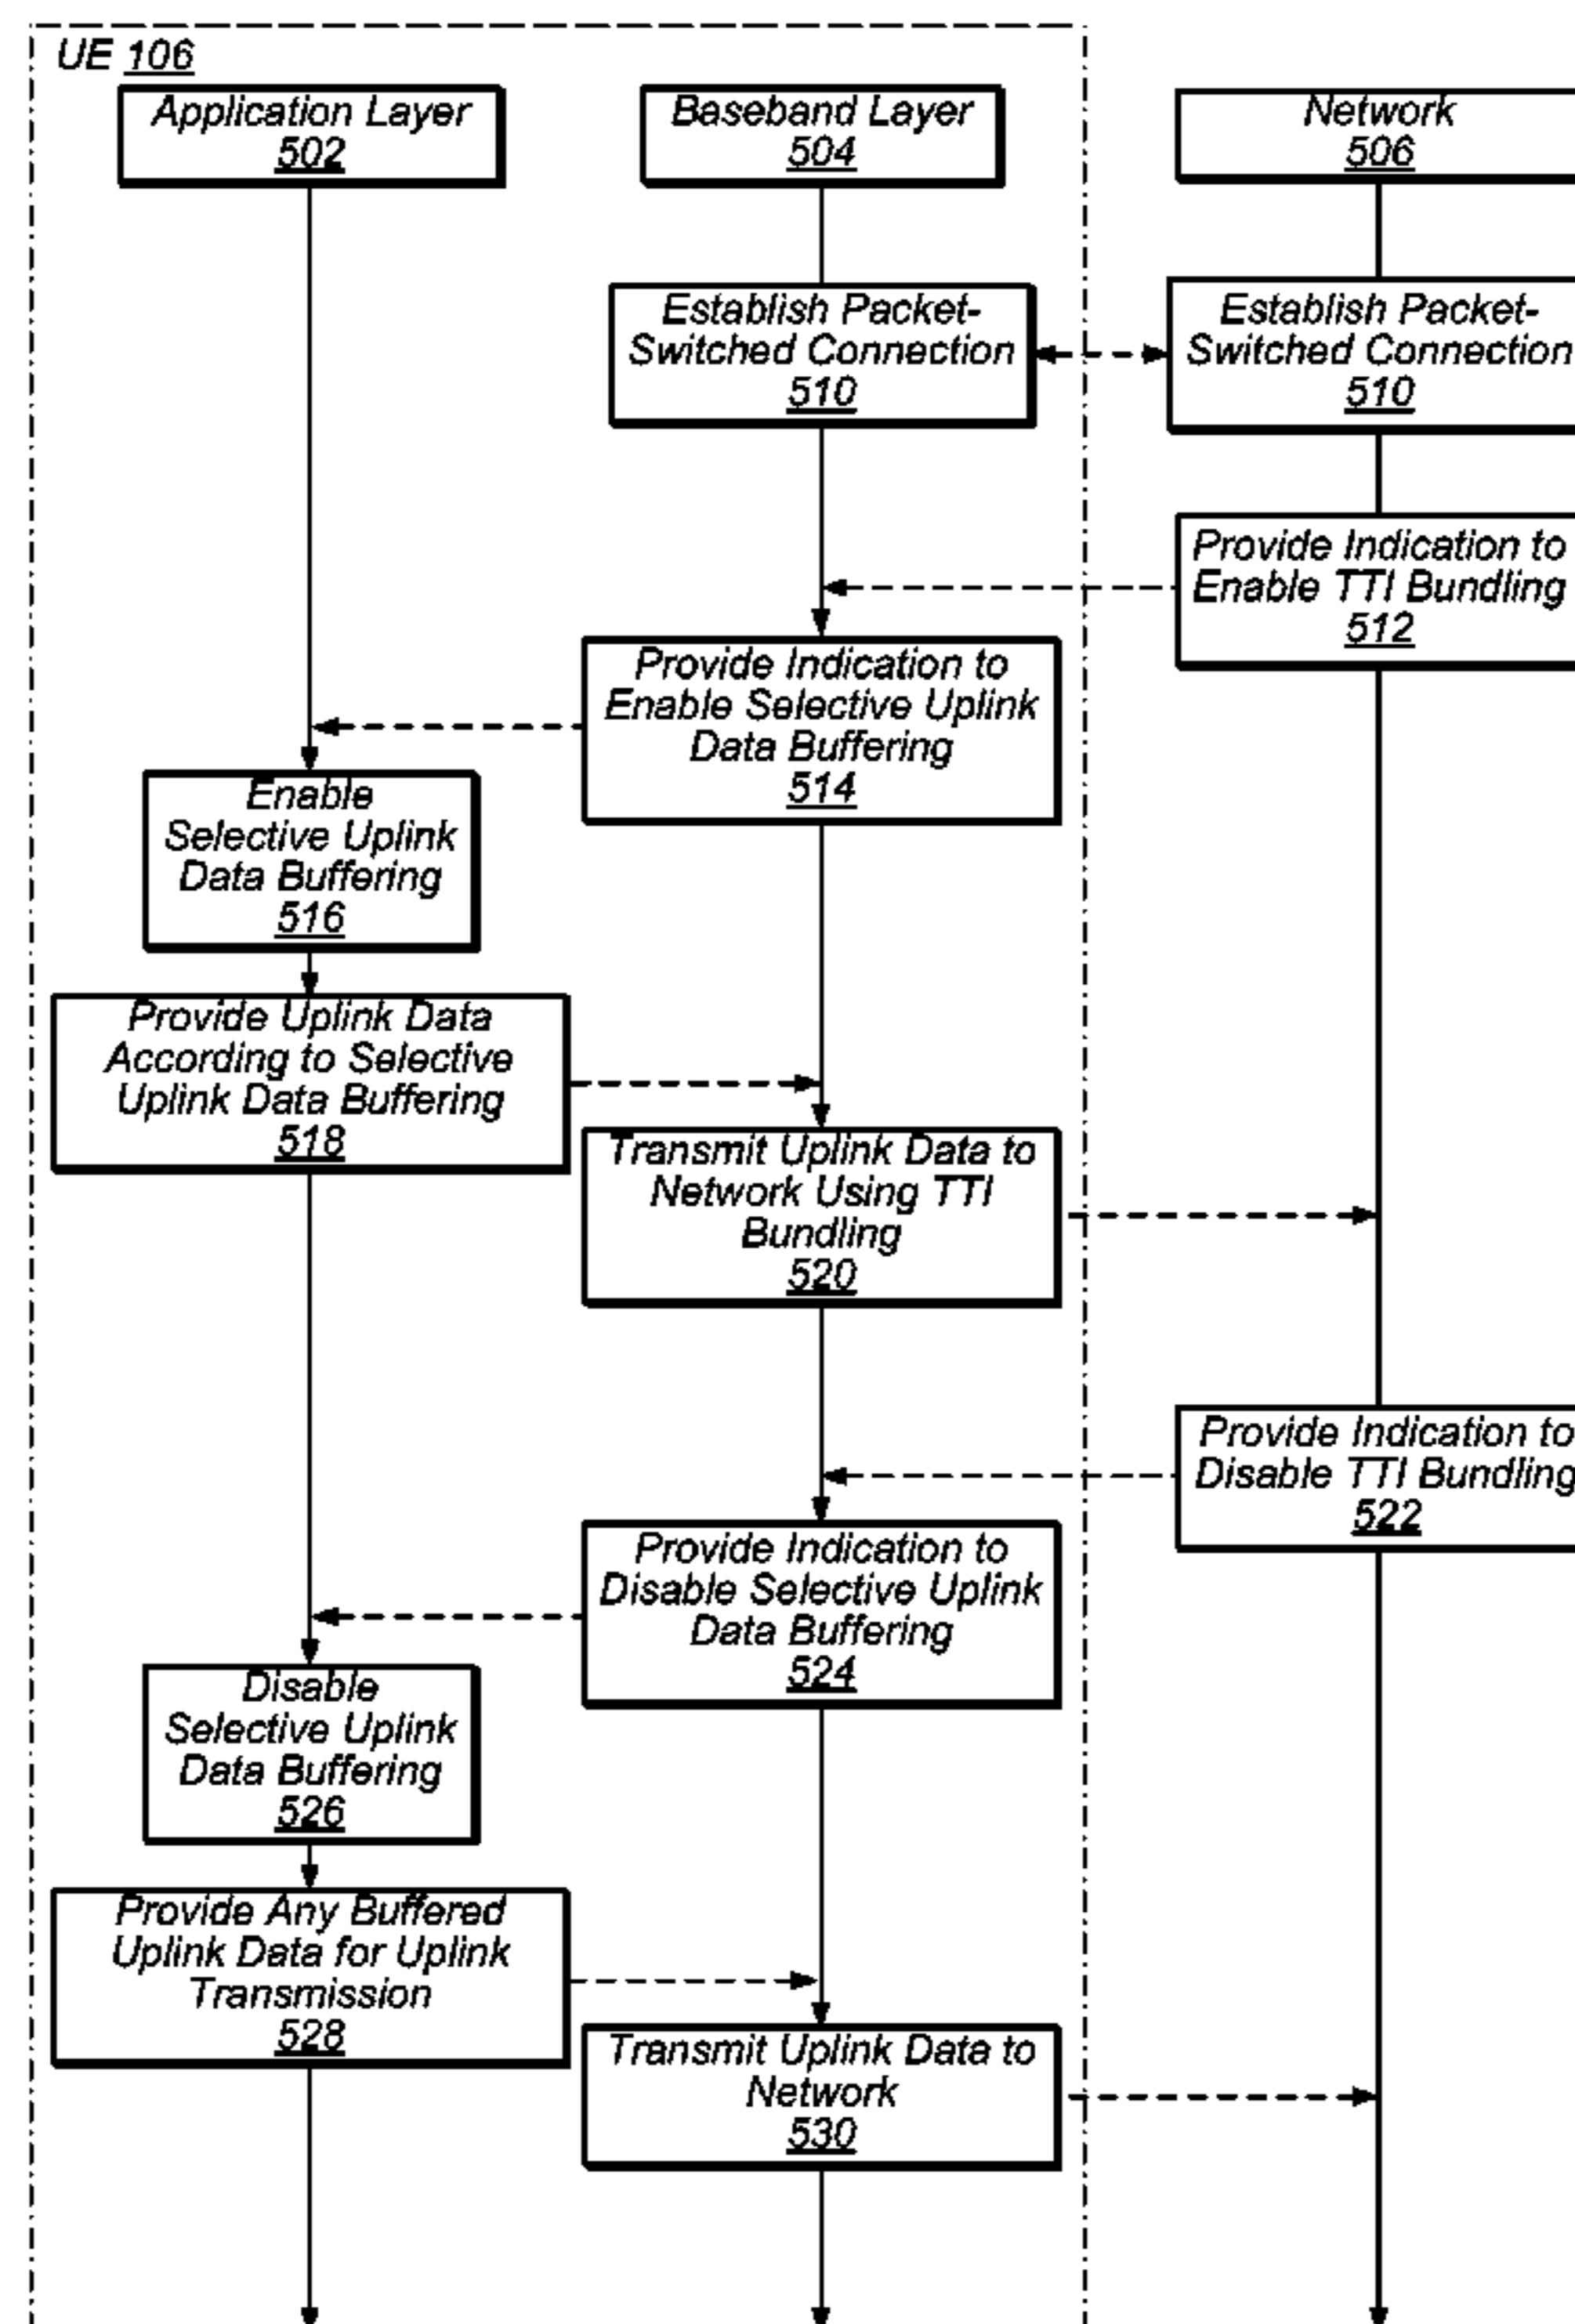 UE 106
Application Layer
502
Baseband Layer
504
Network
506
Establish Packet-
Switched Connection
510
Establish Packet-
Switched Connection
510
Provide Indication to
Enable TTI Bundling
512
Provide Indication to
Enable Selective Uplink
Data Buffering
514
Enable
Selective Uplink
Data Buffering
516
Provide Uplink Data
According to Selective
Uplink Data Buffering
518
Transmit Uplink Data to
Network Using TTI
Bundling
520
Provide Indication to
Disable TTI Bundling
522
Provide Indication to
Disable Selective Uplink
Data Buffering
524
Disable
Selective Uplink
Data Buffering
526
Provide Any Buffered
Uplink Data for Uplink
Transmission
528
Transmit Uplink Data to
Network
530